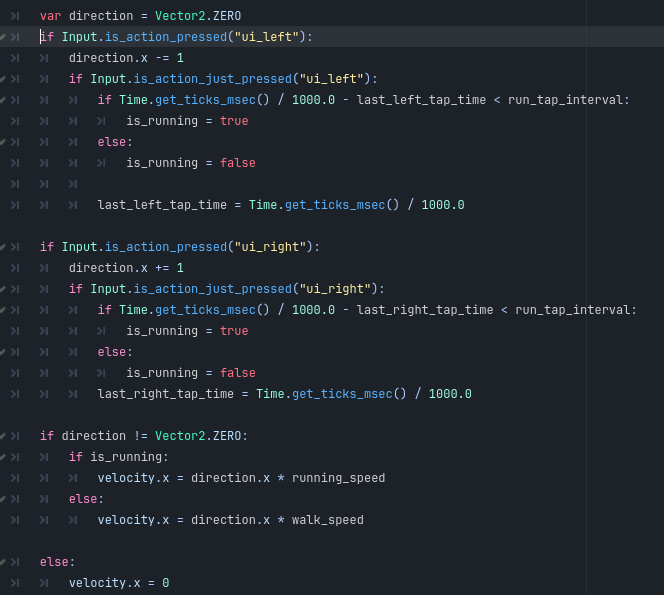 var direction = Vector2.ZERO
if Input.is_action_pressed("ui_left"):
direction.x -= 1
if Input.is_action_just_pressed("ui_left"):
if Time.get_ticks_msec() / 1000.0 - last_left_tap_time < run_tap_interval:
is_running = true
else:
is_running = false
last_left_tap_time = Time.get_ticks_msec() / 1000.0
if Input.is_action_pressed("ui_right"):
direction.x += 1
if Input.is_action_just_pressed("ui_right"):
if Time.get_ticks_msec() / 1000.0 - last_right_tap_time < run_tap_interval:
is_running = true
else:
is_running = false
last_right_tap_time = Time.get_ticks_msec() / 1000.0
if direction != Vector2.ZERO:
if is_running:
velocity.x = direction.x * running_speed
else:
velocity.x = direction.x * walk_speed
else:
velocity.x = 0